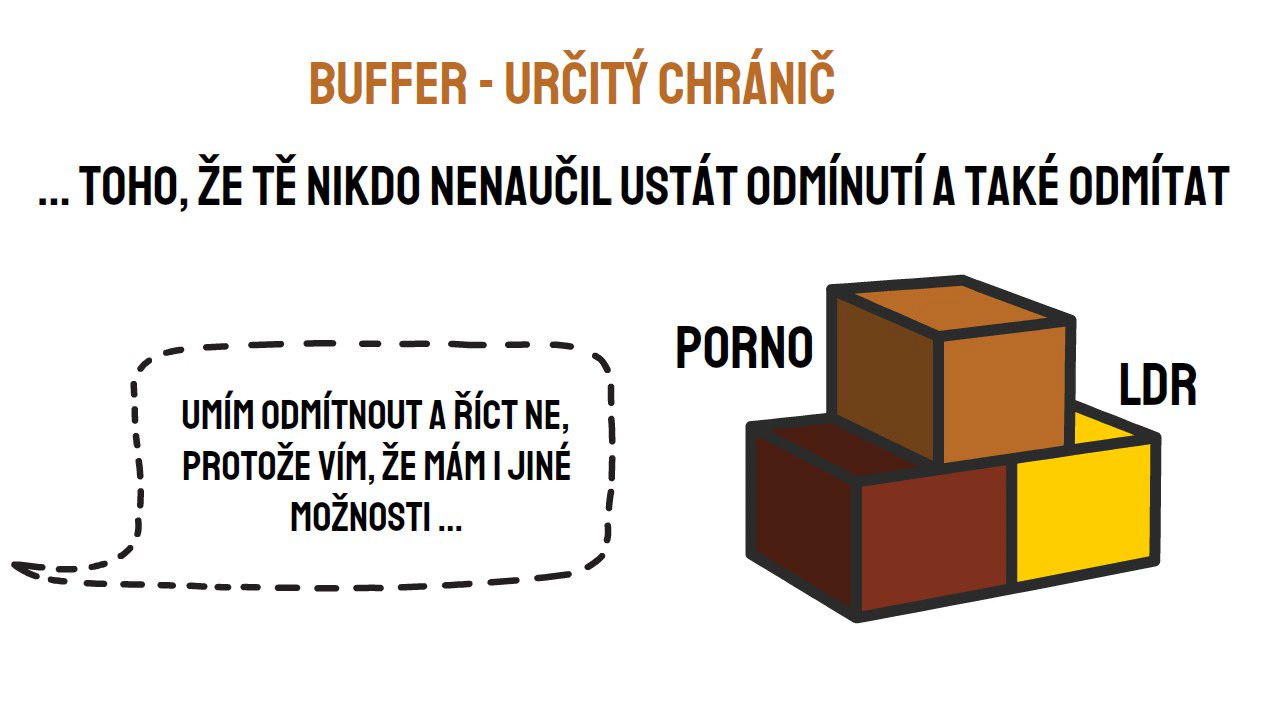 BUFFER - URČITÝ CHRÁNIČ
... TOHO, ŽE TĚ NIKDO NENAUČIL USTÁT ODMÍNUTÍ A TAKÉ ODMÍTAT
UMÍM ODMÍTNOUT A ŘÍCT NE,
PROTOŽE VÍM, ŽE MÁM I JINÉ
MOŽNOSTI ...
PORNO
LDR